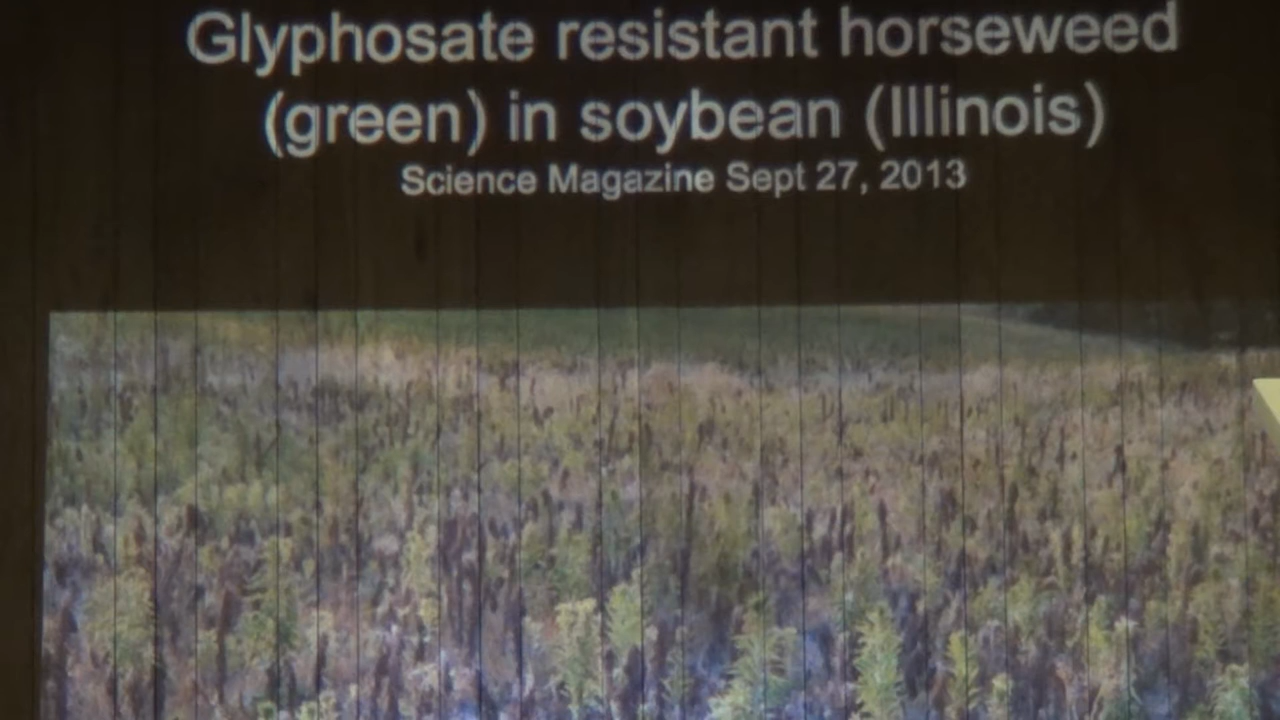 Glyphosate resistant horseweed
(green) in soybean (Illinois)
Science Magazine Sept 27, 2013